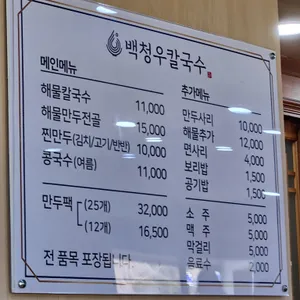 백청우칼국수
메인메뉴
해물칼국수 11,000
해물만두전골 15,000
찐만두(김치/고기/반반) 10,000
콩국수(여름) 11,000
만두팩 (25개) 32,000
(12개) 16,500
전 품목 포장됩니다.
추가메뉴
만두사리 10,000
해물추가 12,000
면사리 4,000
보리밥 1,500
공기밥 1,500
소 주 5,000
맥 주 5,000
막걸리 5,000
음료수 2,000